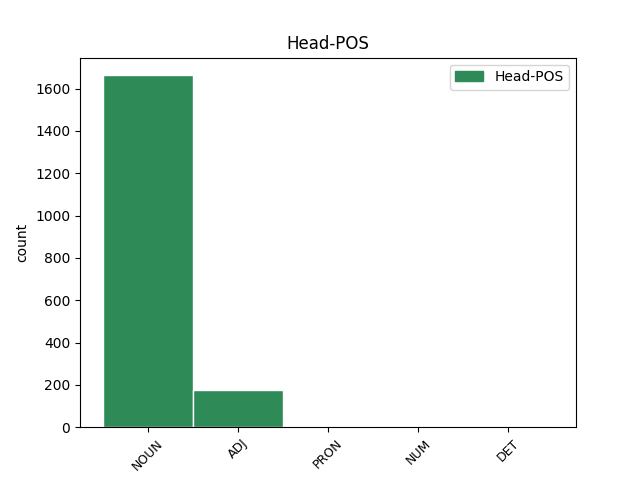 Head-POS
Head-POS
count
1600
1400
1200
1000
800
600
400
200
0
NOUN
ADJ
PRON
NUM
DET